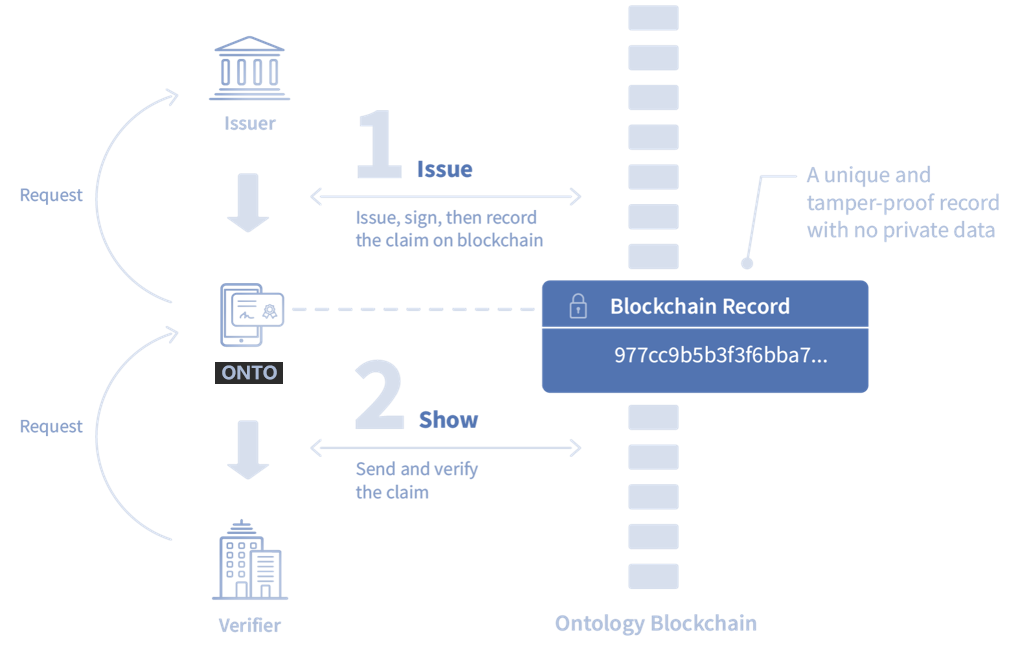 Issuer
1 Issue
Request
Issue, sign, then record
the claim on blockchain
A unique and
tamper-proof record
with no private data
Blockchain Record
977cc9b5b3f3f6bba7...
ONTO
2 Show
Request
Send and verify
the claim
Verifier
Ontology Blockchain